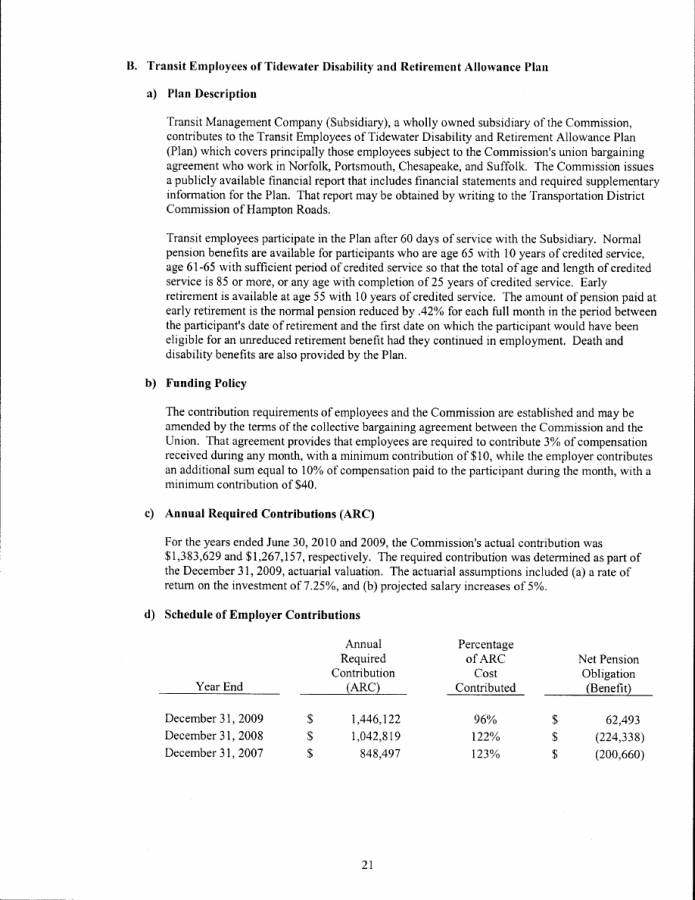 B. Transit Employees of Tidewater Disability and Retirement Allowance Plan
a) Plan Description
Transit Management Company (Subsidiary), a wholly owned subsidiary of the Commission,
contributes to the Transit Employees of Tidewater Disability and Retirement Allowance Plan
(Plan) which covers principally those employees subject to the Commission's union bargaining
agreement who work in Norfolk, Portsmouth, Chesapeake, and Suffolk. The Commission issues
a publicly available financial report that includes financial statements and required supplementary
information for the Plan. That report may be obtained by writing to the Transportation District
Commission of Hampton Roads.
Transit employees participate in the Plan after 60 days of service with the Subsidiary. Normal
pension benefits are available for participants who are age 65 with 10 years of credited service,
age 61-65 with sufficient period of credited service so that the total of age and length of credited
service is 85 or more, or any age with completion of 25 years of credited service. Early
retirement is available at age 55 with 10 years of credited service. The amount of pension paid at
early retirement is the normal pension reduced by .42% for each full month in the period between
the participant's date of retirement and the first date on which the participant would have been
eligible for an unreduced retirement benefit had they continued in employment. Death and
disability benefits are also provided by the Plan.
b) Funding Policy
The contribution requirements of employees and the Commission are established and may be
amended by the terms of the collective bargaining agreement between the Commission and the
Union. That agreement provides that employees are required to contribute 3% of compensation
received during any month, with a minimum contribution of $10, while the employer contributes
an additional sum equal to 10% of compensation paid to the participant during the month, with a
minimum contribution of $40.
c) Annual Required Contributions (ARC)
For the years ended June 30, 2010 and 2009, the Commission's actual contribution was
$1,383,629 and $1,267,157, respectively. The required contribution was determined as part of
the December 31, 2009, actuarial valuation. The actuarial assumptions included (a) a rate of
return on the investment of 7.25%, and (b) projected salary increases of 5%.
d) Schedule of Employer Contributions
Annual Percentage
Required of ARC Net Pension
Contribution Cost Obligation
Year End (ARC) Contributed (Benefit)
December 31, 2009 $ 1,446,122 96% $ 62,493
December 31, 2008 $ 1,042,819 122% $ (224,338)
December 31, 2007 $ 848,497 123% $ (200,660)
21